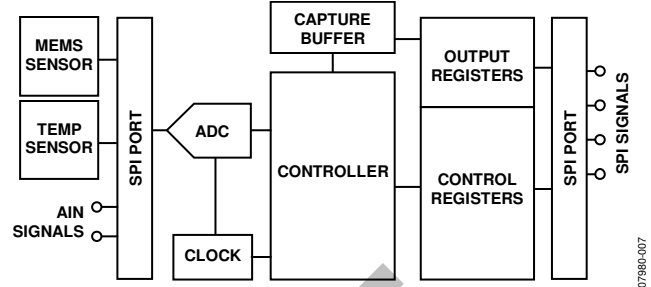 MEMS
SENSOR
TEMP
SENSOR
AIN
SIGNALS
SPI PORT
ADC
CLOCK
CAPTURE
BUFFER
CONTROLLER
OUTPUT
REGISTERS
CONTROL
REGISTERS
SPI PORT
SPI SIGNALS
07980-007